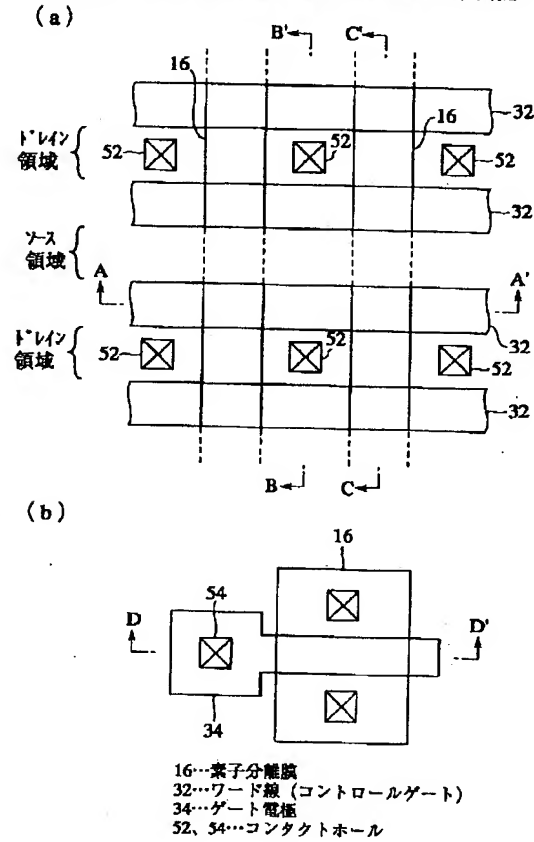 (a)
B' C'
16
32
ドレイン
領域
52 52 16 52
32
ソース
領域
A A'
32
ドレイン
領域
52 52 52
32
B C
(b)
16
54
D D'
34
16…素子分離膜
32…ワード線 (コントロールゲート)
34…ゲート電極
52、54…コンタクトホール